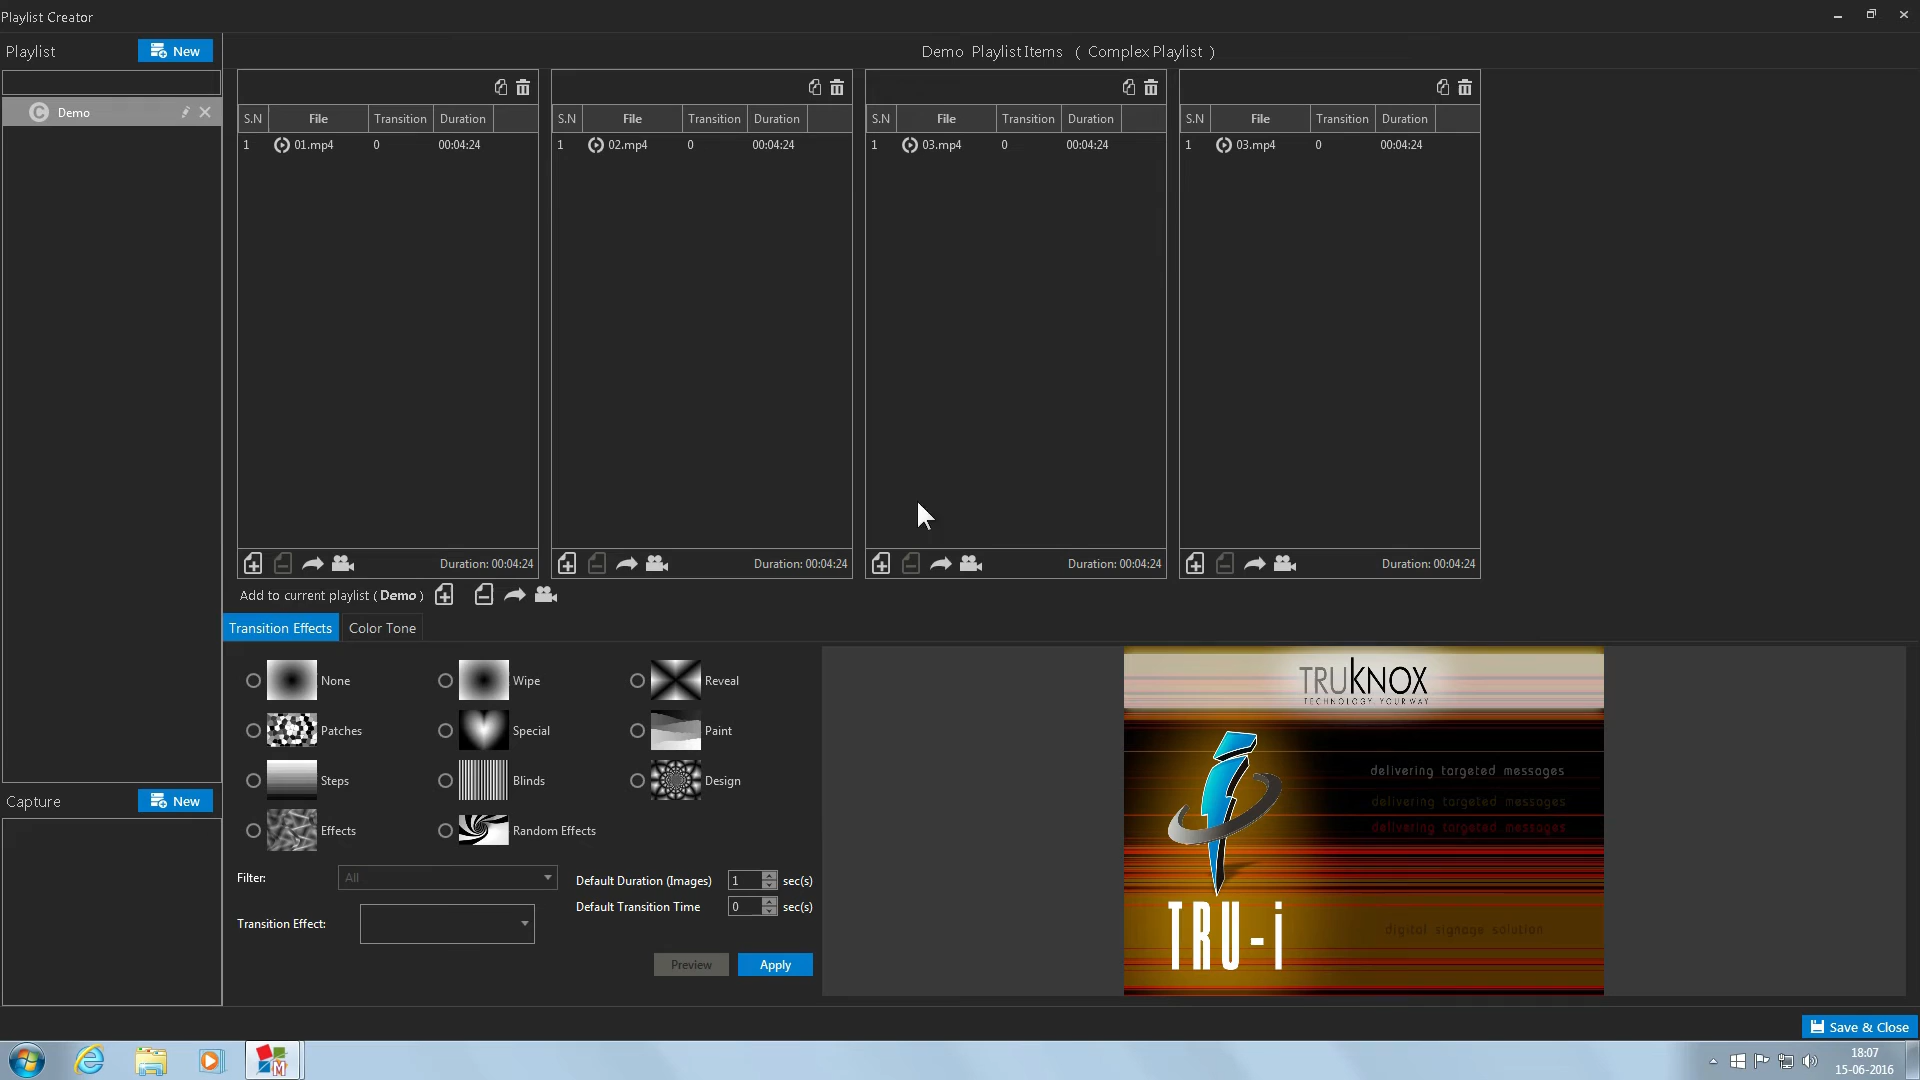 Playlist Creator
Playlist
New
Demo PlaylistItems ( Complex Playlist )
C Demo
S.N File Transition Duration
1 01.mp4 0 00:04:24
Duration: 00:04:24
S.N File Transition Duration
1 02.mp4 0 00:04:24
Duration: 00:04:24
S.N File Transition Duration
1 03.mp4 0 00:04:24
Duration: 00:04:24
S.N File Transition Duration
1 03.mp4 0 00:04:24
Duration: 00:04:24
Add to current playlist ( Demo )
Transition Effects Color Tone
None Wipe Reveal
Patches Special Paint
Steps Blinds Design
Effects Random Effects
Filter: All
Default Duration (Images) 1 sec(s)
Default Transition Time 0 sec(s)
Transition Effect:
Preview Apply
Capture
New
TRUKNOX
TECHNOLOGY. YOUR WAY
delivering targeted messages
delivering targeted messages
delivering targeted messages
digital signage solution
TRU-i
Save & Close
M
18:07
15-06-2016